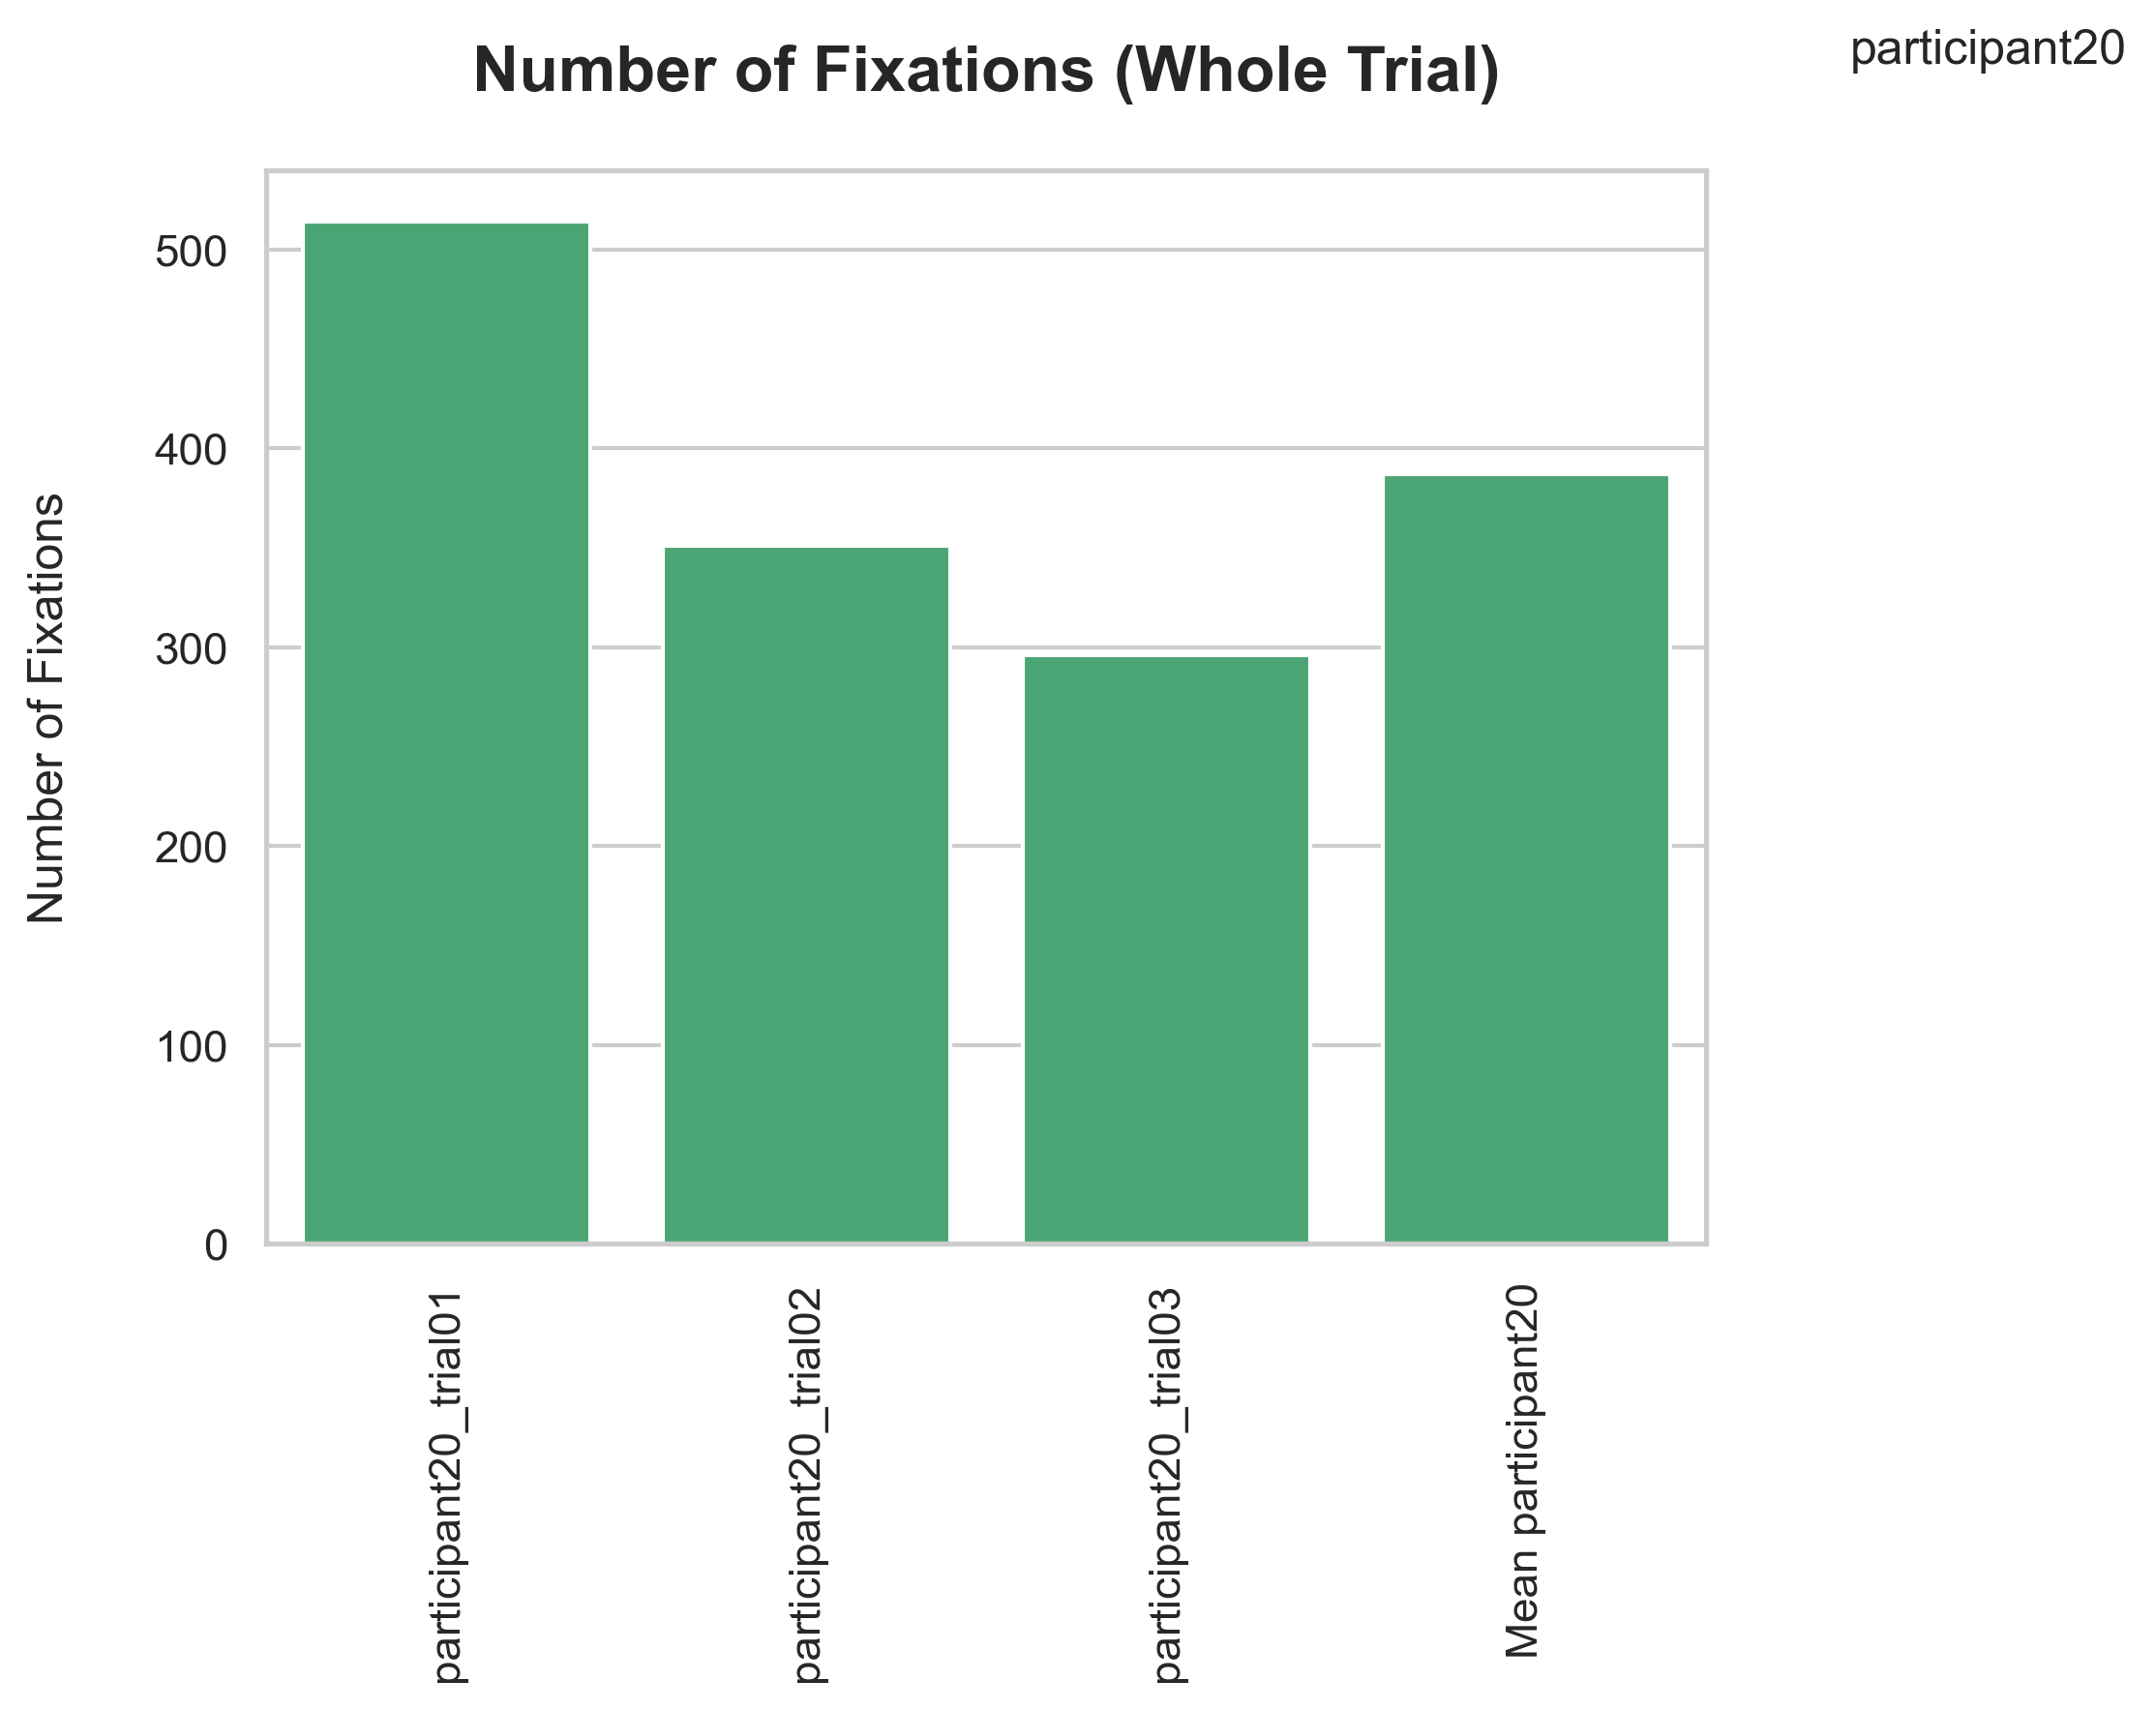 Number of Fixations (Whole Trial)
participant20
Number of Fixations
500
400
300
200
100
0
participant20_trial01
participant20_trial02
participant20_trial03
Mean participant20